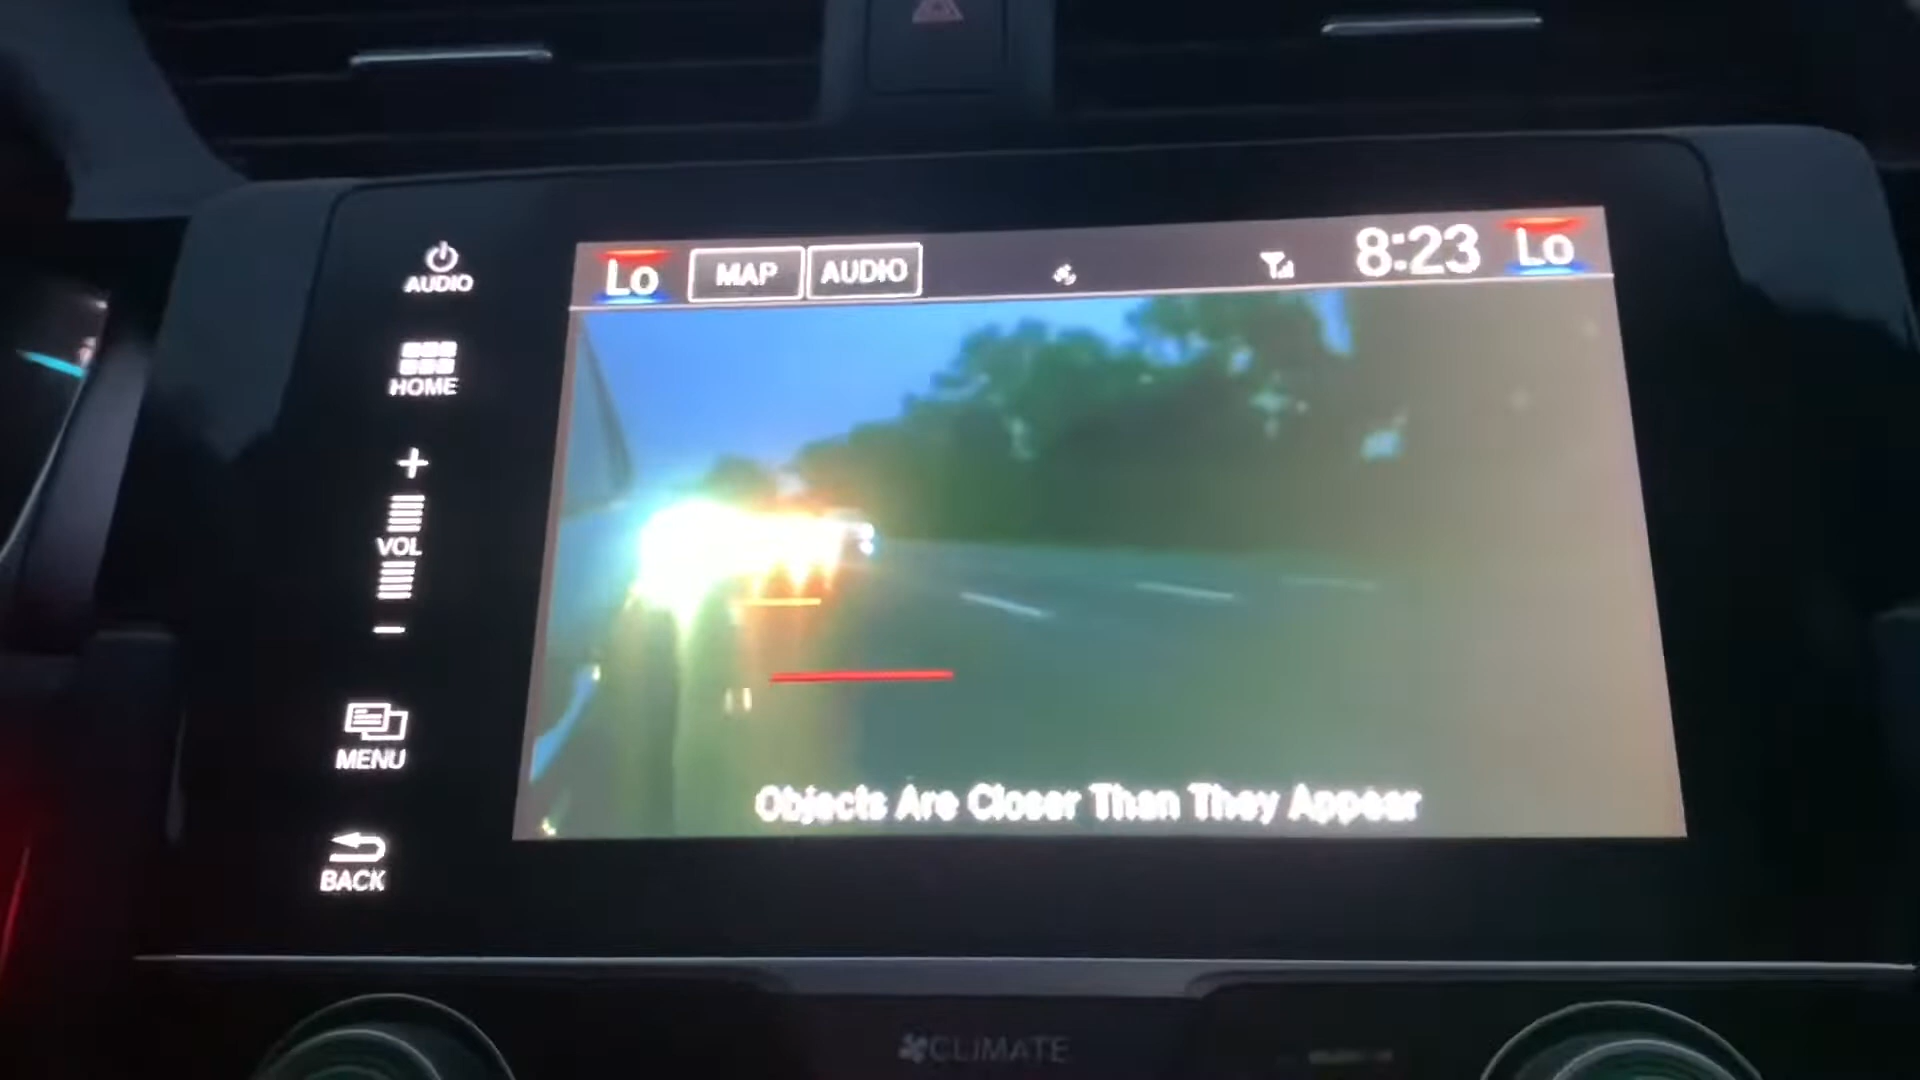 AUDIO
HOME
VOL
MENU
BACK
Lo
MAP
AUDIO
8:23
Lo
Objects Are Closer Than They Appear
CLIMATE